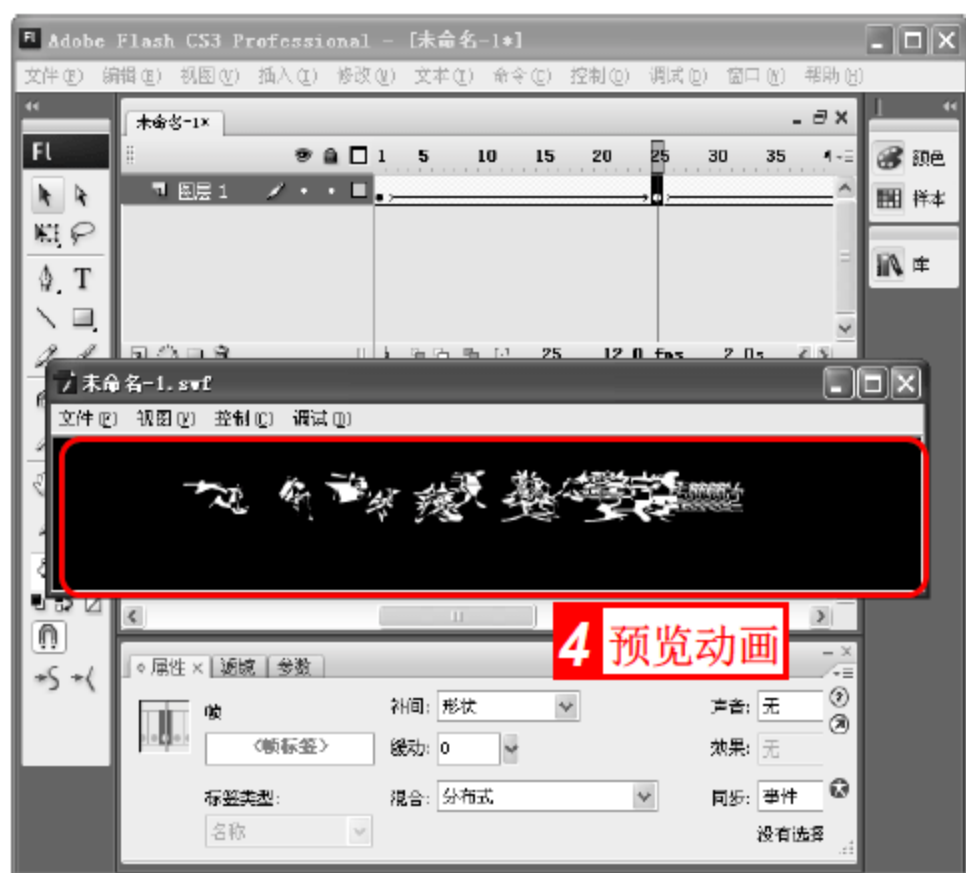 Adobe Flash CS3 Professional - [未命名-1*]
文件(F) 编辑(E) 视图(V) 插入(I) 修改(M) 文本(T) 命令(C) 控制(O) 调试(D) 窗口(W) 帮助(H)
未命名-1*
Fl
1 5 10 15 20 25 30 35
颜色
图层 1
样本
库
T
25 12.0 fps 2.0s
未命名-1.swf
文件(F) 视图(V) 控制(C) 调试(D)
4 预览动画
属性 × 滤镜 参数
帧
补间: 形状
声音: 无
<帧标签>
缓动: 0
效果: 无
标签类型:
混合: 分布式
同步: 事件
名称
没有选择